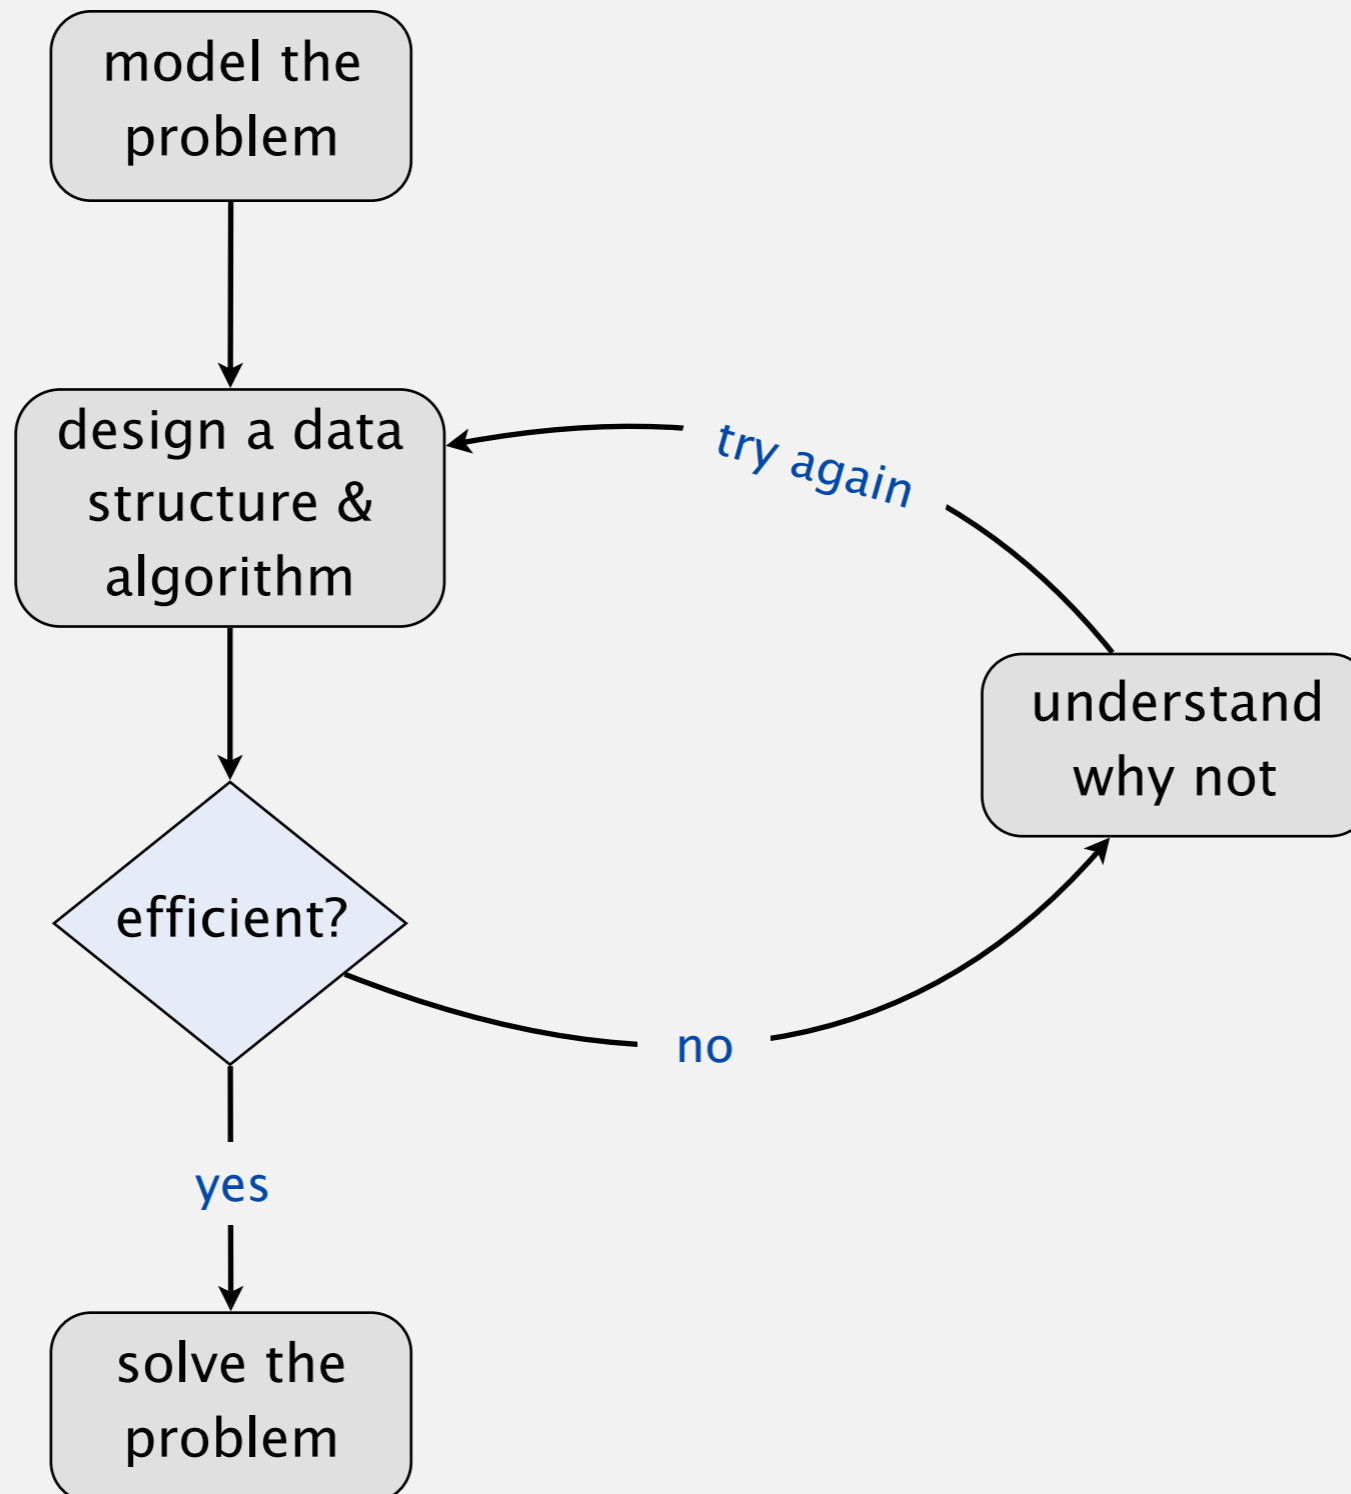 model the
problem
design a data
structure &
algorithm
try again
understand
why not
efficient?
no
yes
solve the
problem